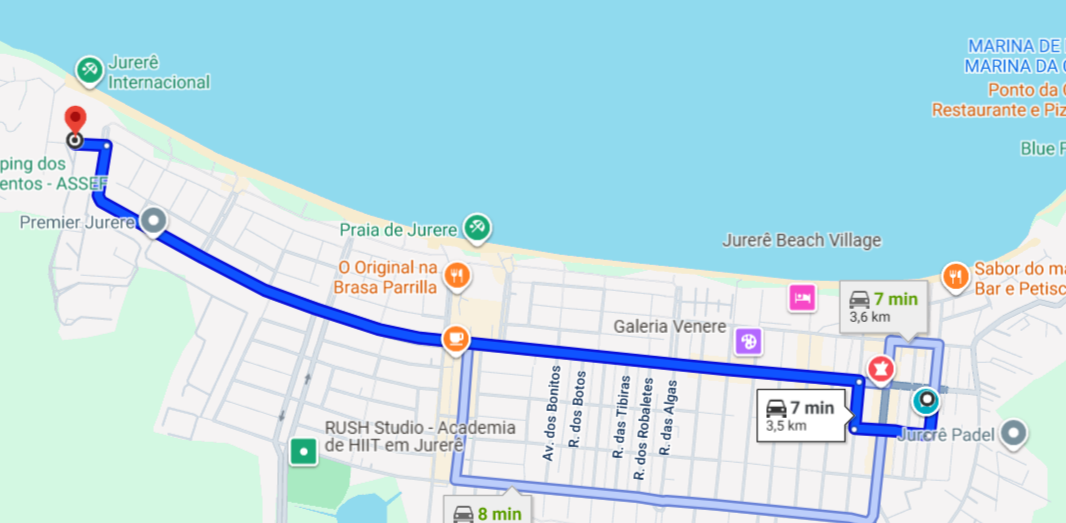 Jurerê
Internacional
MARINA DE
MARINA DA
Ponto da
Restaurante e Piz
Blue
ping dos
entos - ASSEF
Premier Jurere
Praia de Jurere
Jurerê Beach Village
O Original na
Brasa Parrilla
Sabor do ma
Bar e Petisc
7 min
3,6 km
Galeria Venere
Av. dos Bonitos
R. dos Botos
R. das Tibiras
R. dos Robaletes
R. das Algas
7 min
3,5 km
RUSH Studio - Academia
de HIIT em Jurerê
Jurerê Padel
8 min